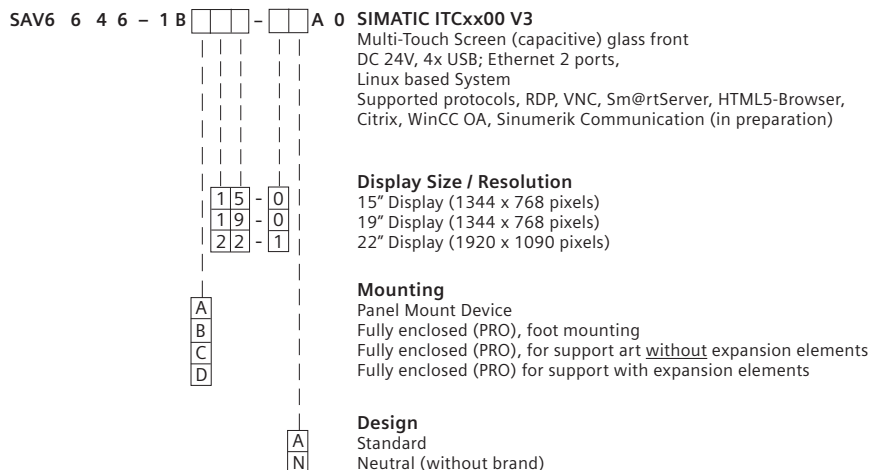 SAV6 6 4 6 – 1 B – A 0 SIMATIC ITCxx00 V3
Multi-Touch Screen (capacitive) glass front
DC 24V, 4x USB; Ethernet 2 ports,
Linux based System
Supported protocols, RDP, VNC, Sm@rtServer, HTML5-Browser,
Citrix, WinCC OA, Sinumerik Communication (in preparation)
Display Size / Resolution
1 5 - 0 15” Display (1344 x 768 pixels)
1 9 - 0 19” Display (1344 x 768 pixels)
2 2 - 1 22” Display (1920 x 1090 pixels)
Mounting
A Panel Mount Device
B Fully enclosed (PRO), foot mounting
C Fully enclosed (PRO), for support art without expansion elements
D Fully enclosed (PRO) for support with expansion elements
Design
A Standard
N Neutral (without brand)